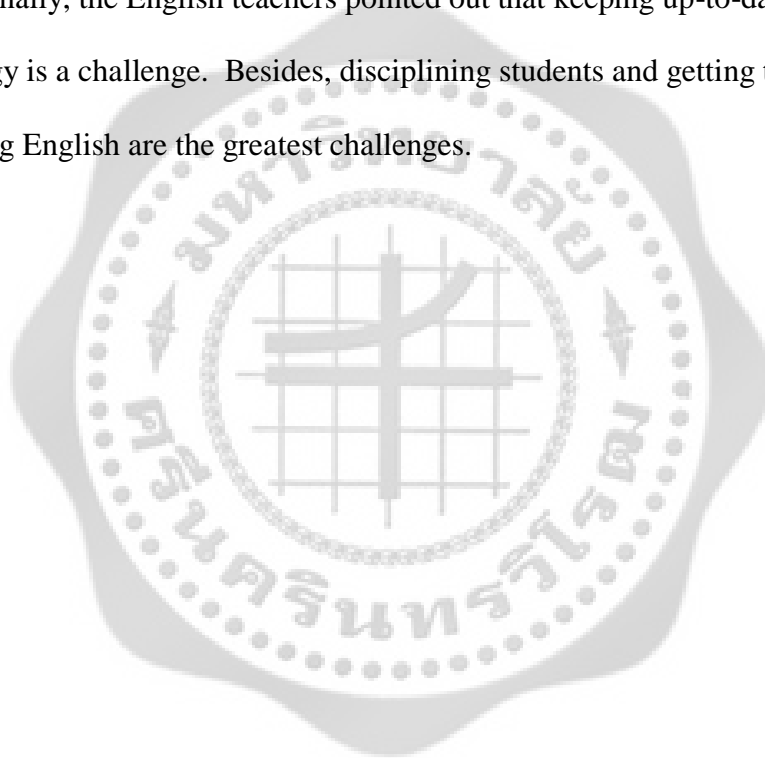 the English teachers pointed out that keeping up-to-da
is a challenge. Besides, disciplining students and getting
English are the greatest challenges.
มหาวิทยาลัย
ศรีนครินทรวิโรฒ